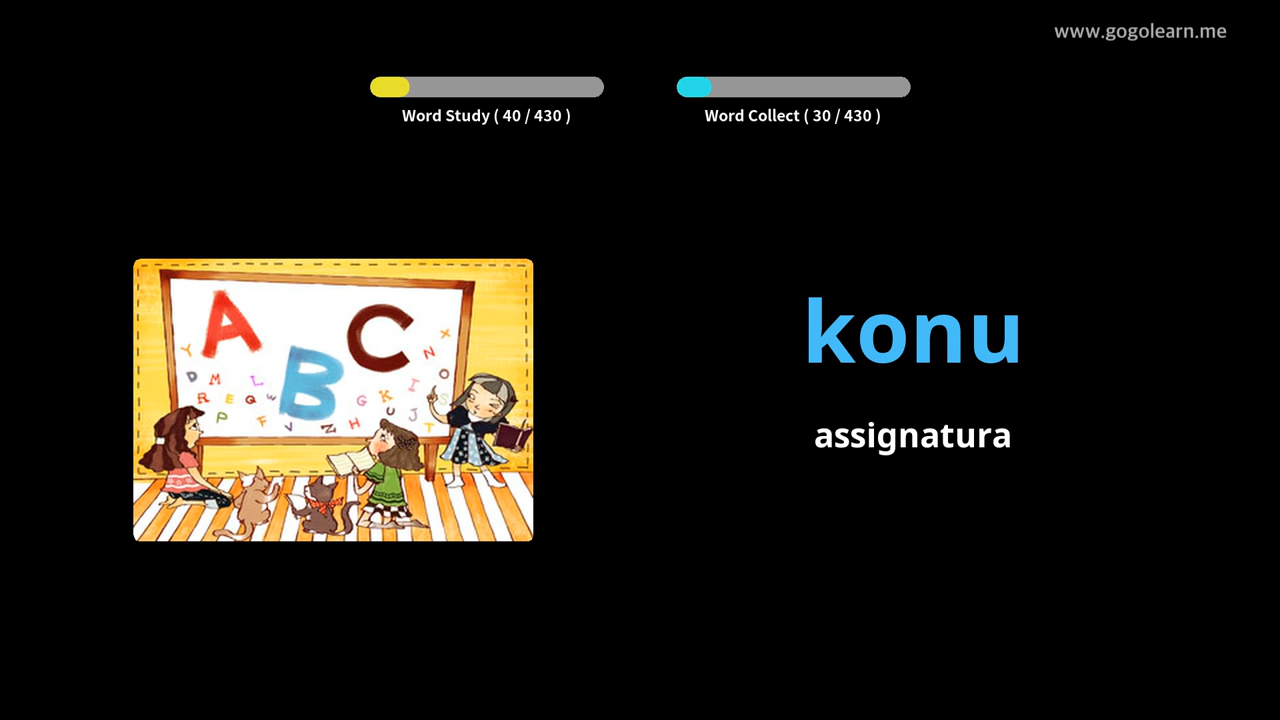 www.gogolearn.me
Word Study ( 40 / 430 )
Word Collect ( 30 / 430 )
konu
assignatura
A
B
C
Y
X
N
D
M
L
O
R
E
Q
W
G
K
I
S
P
F
V
Z
H
U
J
T